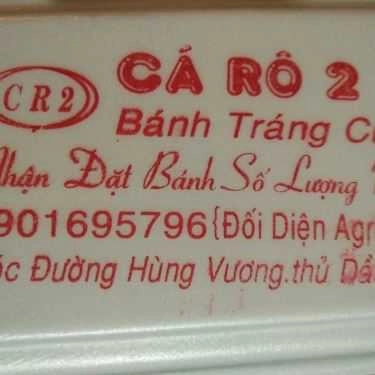 CR2
CÁ RÔ 2
Bánh Tráng
Nhận Đặt Bánh Số Lượng
901695796 (Đối Diện
Đường Hùng Vương.thủ